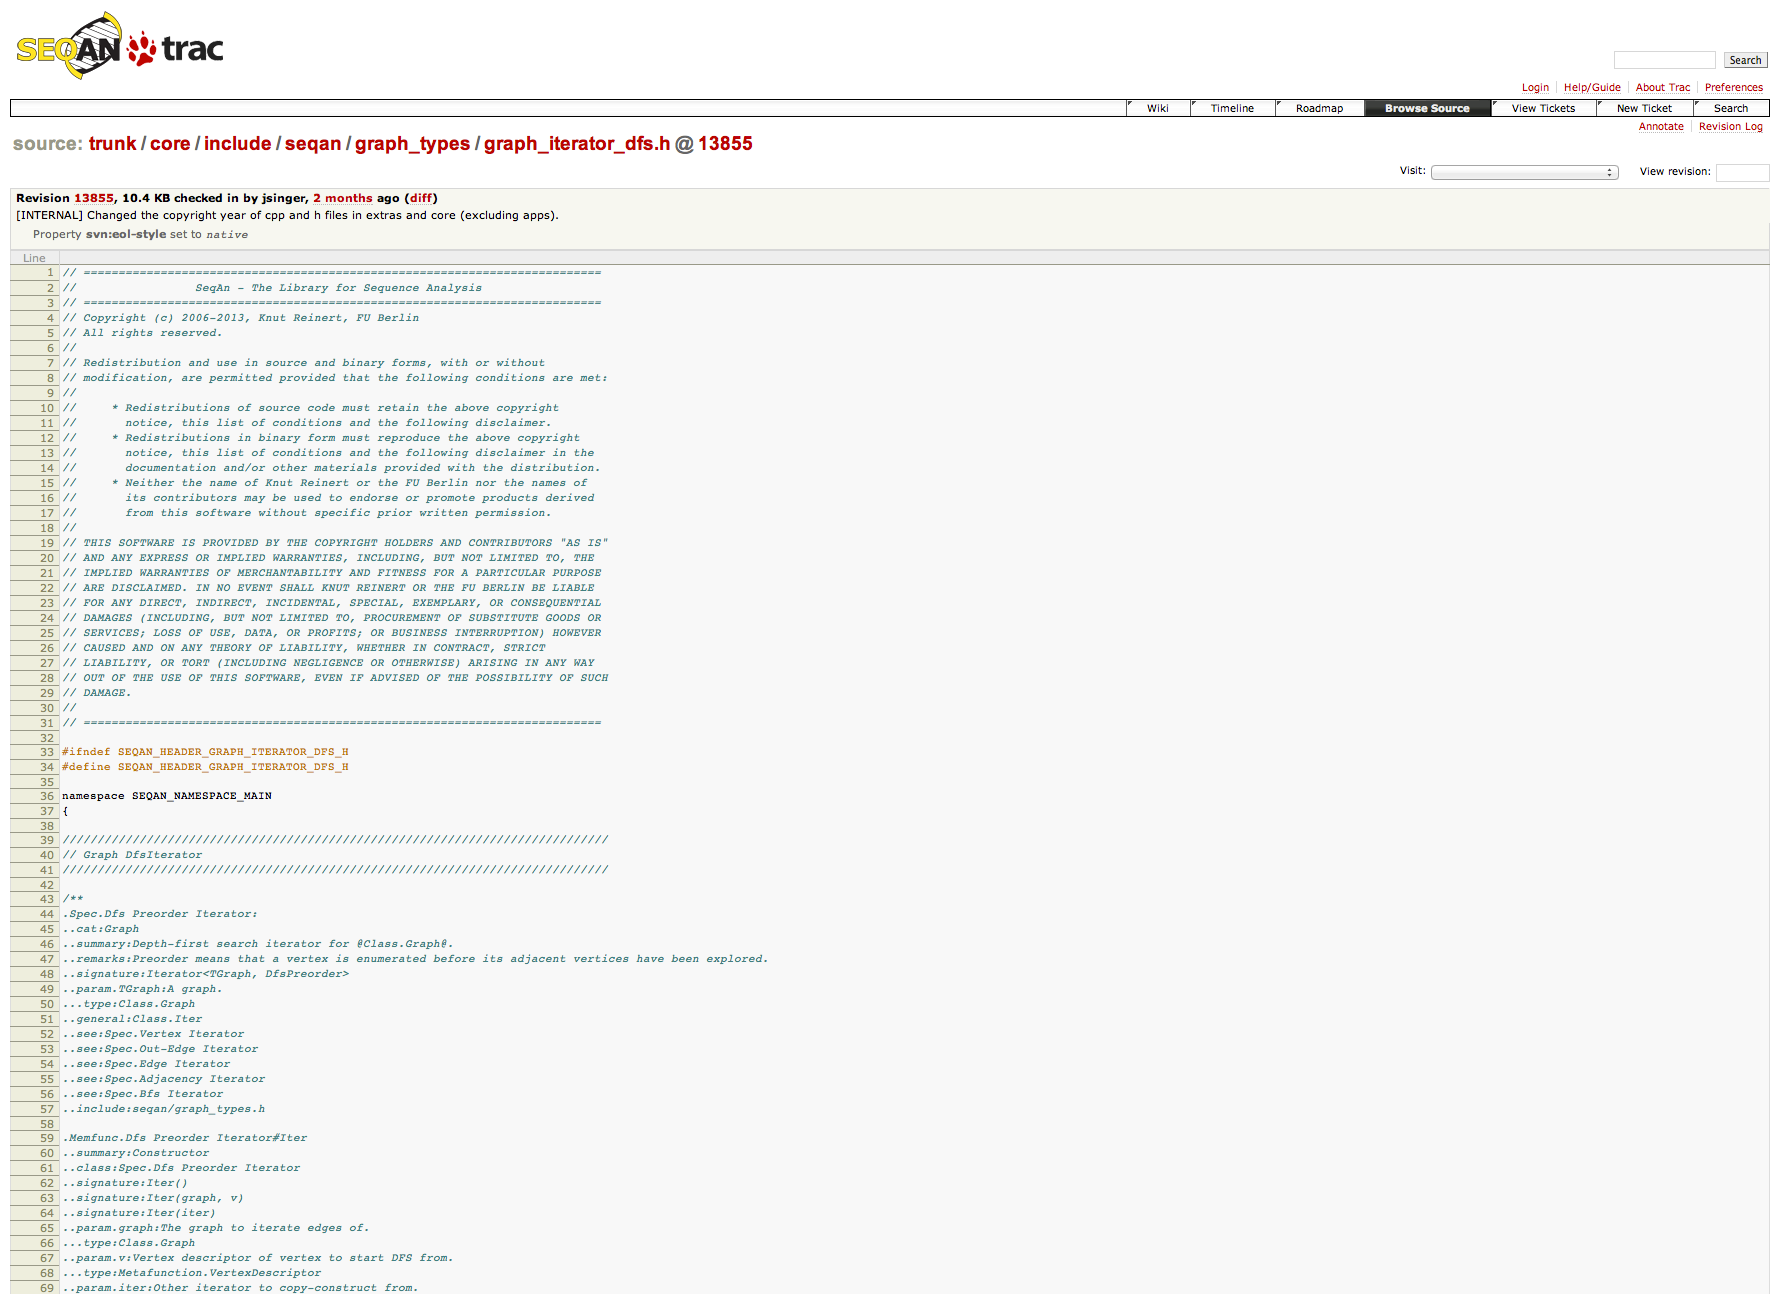 SEQAN trac
Search
Login Help/Guide About Trac Preferences
Wiki Timeline Roadmap Browse Source View Tickets New Ticket Search
Annotate Revision Log
source: trunk / core / include / seqan / graph_types / graph_iterator_dfs.h @ 13855
Visit: View revision:
Revision 13855, 10.4 KB checked in by jsinger, 2 months ago (diff)
[INTERNAL] Changed the copyright year of cpp and h files in extras and core (excluding apps).
Property svn:eol-style set to native
Line
1 // ==========================================================================
2 //                 SeqAn - The Library for Sequence Analysis
3 // ==========================================================================
4 // Copyright (c) 2006-2013, Knut Reinert, FU Berlin
5 // All rights reserved.
6 //
7 // Redistribution and use in source and binary forms, with or without
8 // modification, are permitted provided that the following conditions are met:
9 //
10 //     * Redistributions of source code must retain the above copyright
11 //       notice, this list of conditions and the following disclaimer.
12 //     * Redistributions in binary form must reproduce the above copyright
13 //       notice, this list of conditions and the following disclaimer in the
14 //       documentation and/or other materials provided with the distribution.
15 //     * Neither the name of Knut Reinert or the FU Berlin nor the names of
16 //       its contributors may be used to endorse or promote products derived
17 //       from this software without specific prior written permission.
18 //
19 // THIS SOFTWARE IS PROVIDED BY THE COPYRIGHT HOLDERS AND CONTRIBUTORS "AS IS"
20 // AND ANY EXPRESS OR IMPLIED WARRANTIES, INCLUDING, BUT NOT LIMITED TO, THE
21 // IMPLIED WARRANTIES OF MERCHANTABILITY AND FITNESS FOR A PARTICULAR PURPOSE
22 // ARE DISCLAIMED. IN NO EVENT SHALL KNUT REINERT OR THE FU BERLIN BE LIABLE
23 // FOR ANY DIRECT, INDIRECT, INCIDENTAL, SPECIAL, EXEMPLARY, OR CONSEQUENTIAL
24 // DAMAGES (INCLUDING, BUT NOT LIMITED TO, PROCUREMENT OF SUBSTITUTE GOODS OR
25 // SERVICES; LOSS OF USE, DATA, OR PROFITS; OR BUSINESS INTERRUPTION) HOWEVER
26 // CAUSED AND ON ANY THEORY OF LIABILITY, WHETHER IN CONTRACT, STRICT
27 // LIABILITY, OR TORT (INCLUDING NEGLIGENCE OR OTHERWISE) ARISING IN ANY WAY
28 // OUT OF THE USE OF THIS SOFTWARE, EVEN IF ADVISED OF THE POSSIBILITY OF SUCH
29 // DAMAGE.
30 //
31 // ==========================================================================
32
33 #ifndef SEQAN_HEADER_GRAPH_ITERATOR_DFS_H
34 #define SEQAN_HEADER_GRAPH_ITERATOR_DFS_H
35
36 namespace SEQAN_NAMESPACE_MAIN
37 {
38
39 //////////////////////////////////////////////////////////////////////////////
40 // Graph DfsIterator
41 //////////////////////////////////////////////////////////////////////////////
42
43 /**
44 .Spec.Dfs Preorder Iterator:
45 ..cat:Graph
46 ..summary:Depth-first search iterator for @Class.Graph@.
47 ..remarks:Preorder means that a vertex is enumerated before its adjacent vertices have been explored.
48 ..signature:Iterator<TGraph, DfsPreorder>
49 ..param.TGraph:A graph.
50 ...type:Class.Graph
51 ..general:Class.Iter
52 ..see:Spec.Vertex Iterator
53 ..see:Spec.Out-Edge Iterator
54 ..see:Spec.Edge Iterator
55 ..see:Spec.Adjacency Iterator
56 ..see:Spec.Bfs Iterator
57 ..include:seqan/graph_types.h
58
59 .Memfunc.Dfs Preorder Iterator#Iter
60 ..summary:Constructor
61 ..class:Spec.Dfs Preorder Iterator
62 ..signature:Iter()
63 ..signature:Iter(graph, v)
64 ..signature:Iter(iter)
65 ..param.graph:The graph to iterate edges of.
66 ...type:Class.Graph
67 ..param.v:Vertex descriptor of vertex to start DFS from.
68 ...type:Metafunction.VertexDescriptor
69 ..param.iter:Other iterator to copy-construct from.